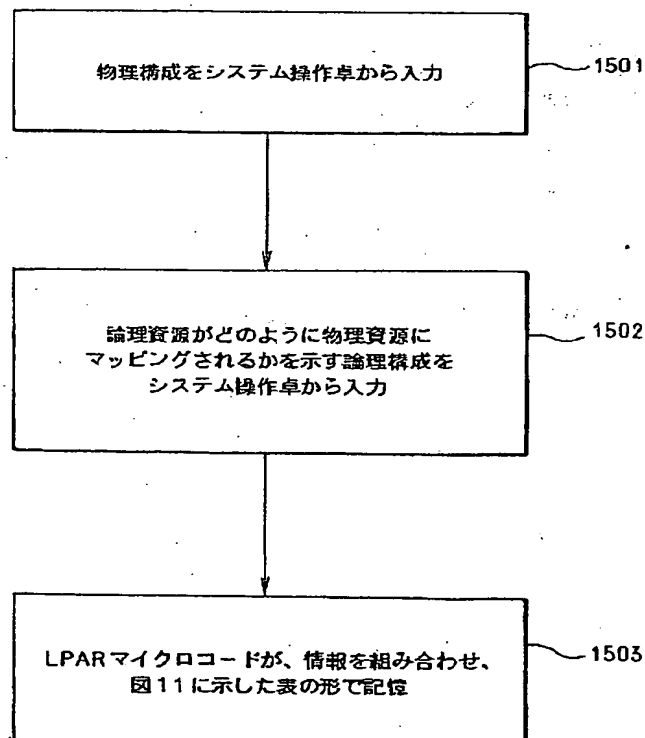 物理構成をシステム操作卓から入力
1501
論理資源がどのように物理資源に
マッピングされるかを示す論理構成を
システム操作卓から入力
1502
LPARマイクロコードが、情報を組み合わせ、
図11に示した表の形で記憶
1503